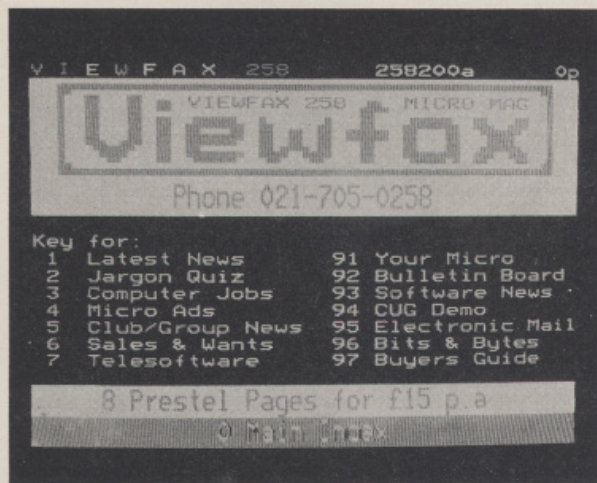 VIEWFAX 258 258200a 0p
VIEWFAX 258 MICRO MAG
Viewfax
Phone 021-705-0258
Key for:
1 Latest News 91 Your Micro
2 Jargon Quiz 92 Bulletin Board
3 Computer Jobs 93 Software News
4 Micro Ads 94 CUG Demo
5 Club/Group News 95 Electronic Mail
6 Sales & Wants 96 Bits & Bytes
7 Telesoftware 97 Buyers Guide
8 Prestel Pages for £15 p.a
0 Main Index